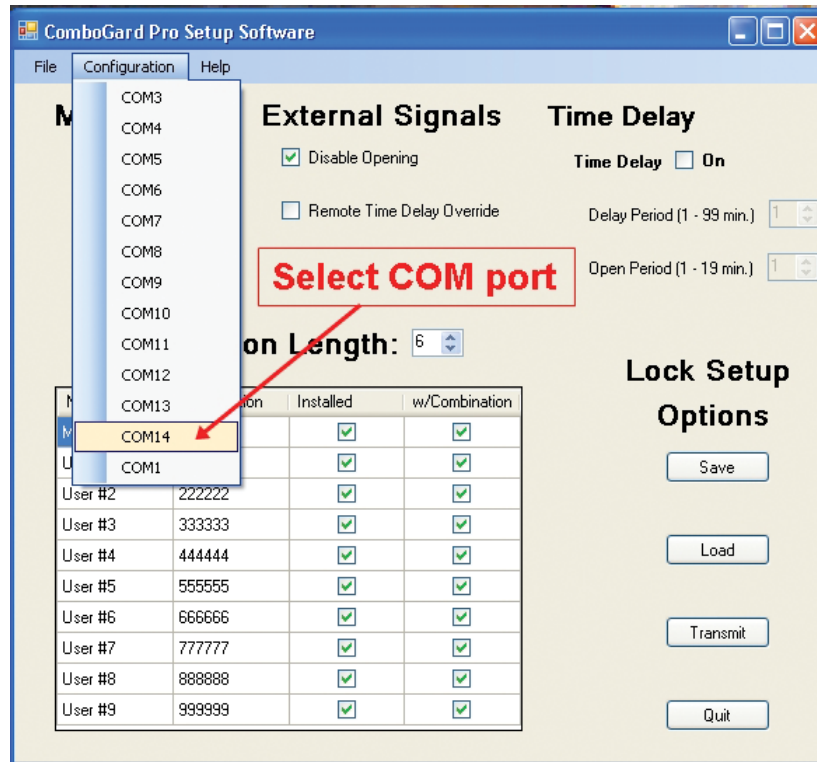 ComboGard Pro Setup Software
File Configuration Help
COM3
COM4
COM5
COM6
COM7
COM8
COM9
COM10
COM11
COM12
COM13
COM14
COM1
External Signals
Disable Opening
Remote Time Delay Override
Time Delay
Time Delay On
Delay Period (1 - 99 min.) 1
Open Period (1 - 19 min.) 1
Select COM port
on Length: 6
Installed w/Combination
User #2 222222
User #3 333333
User #4 444444
User #5 555555
User #6 666666
User #7 777777
User #8 888888
User #9 999999
Lock Setup
Options
Save
Load
Transmit
Quit